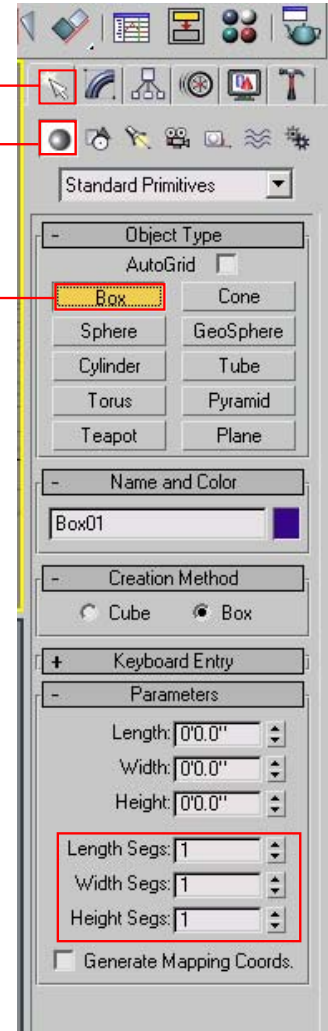 Standard Primitives
- Object Type
AutoGrid
Box Cone
Sphere GeoSphere
Cylinder Tube
Torus Pyramid
Teapot Plane
- Name and Color
Box01
- Creation Method
Cube Box
+ Keyboard Entry
- Parameters
Length: 0'0.0"
Width: 0'0.0"
Height: 0'0.0"
Length Segs: 1
Width Segs: 1
Height Segs: 1
Generate Mapping Coords.